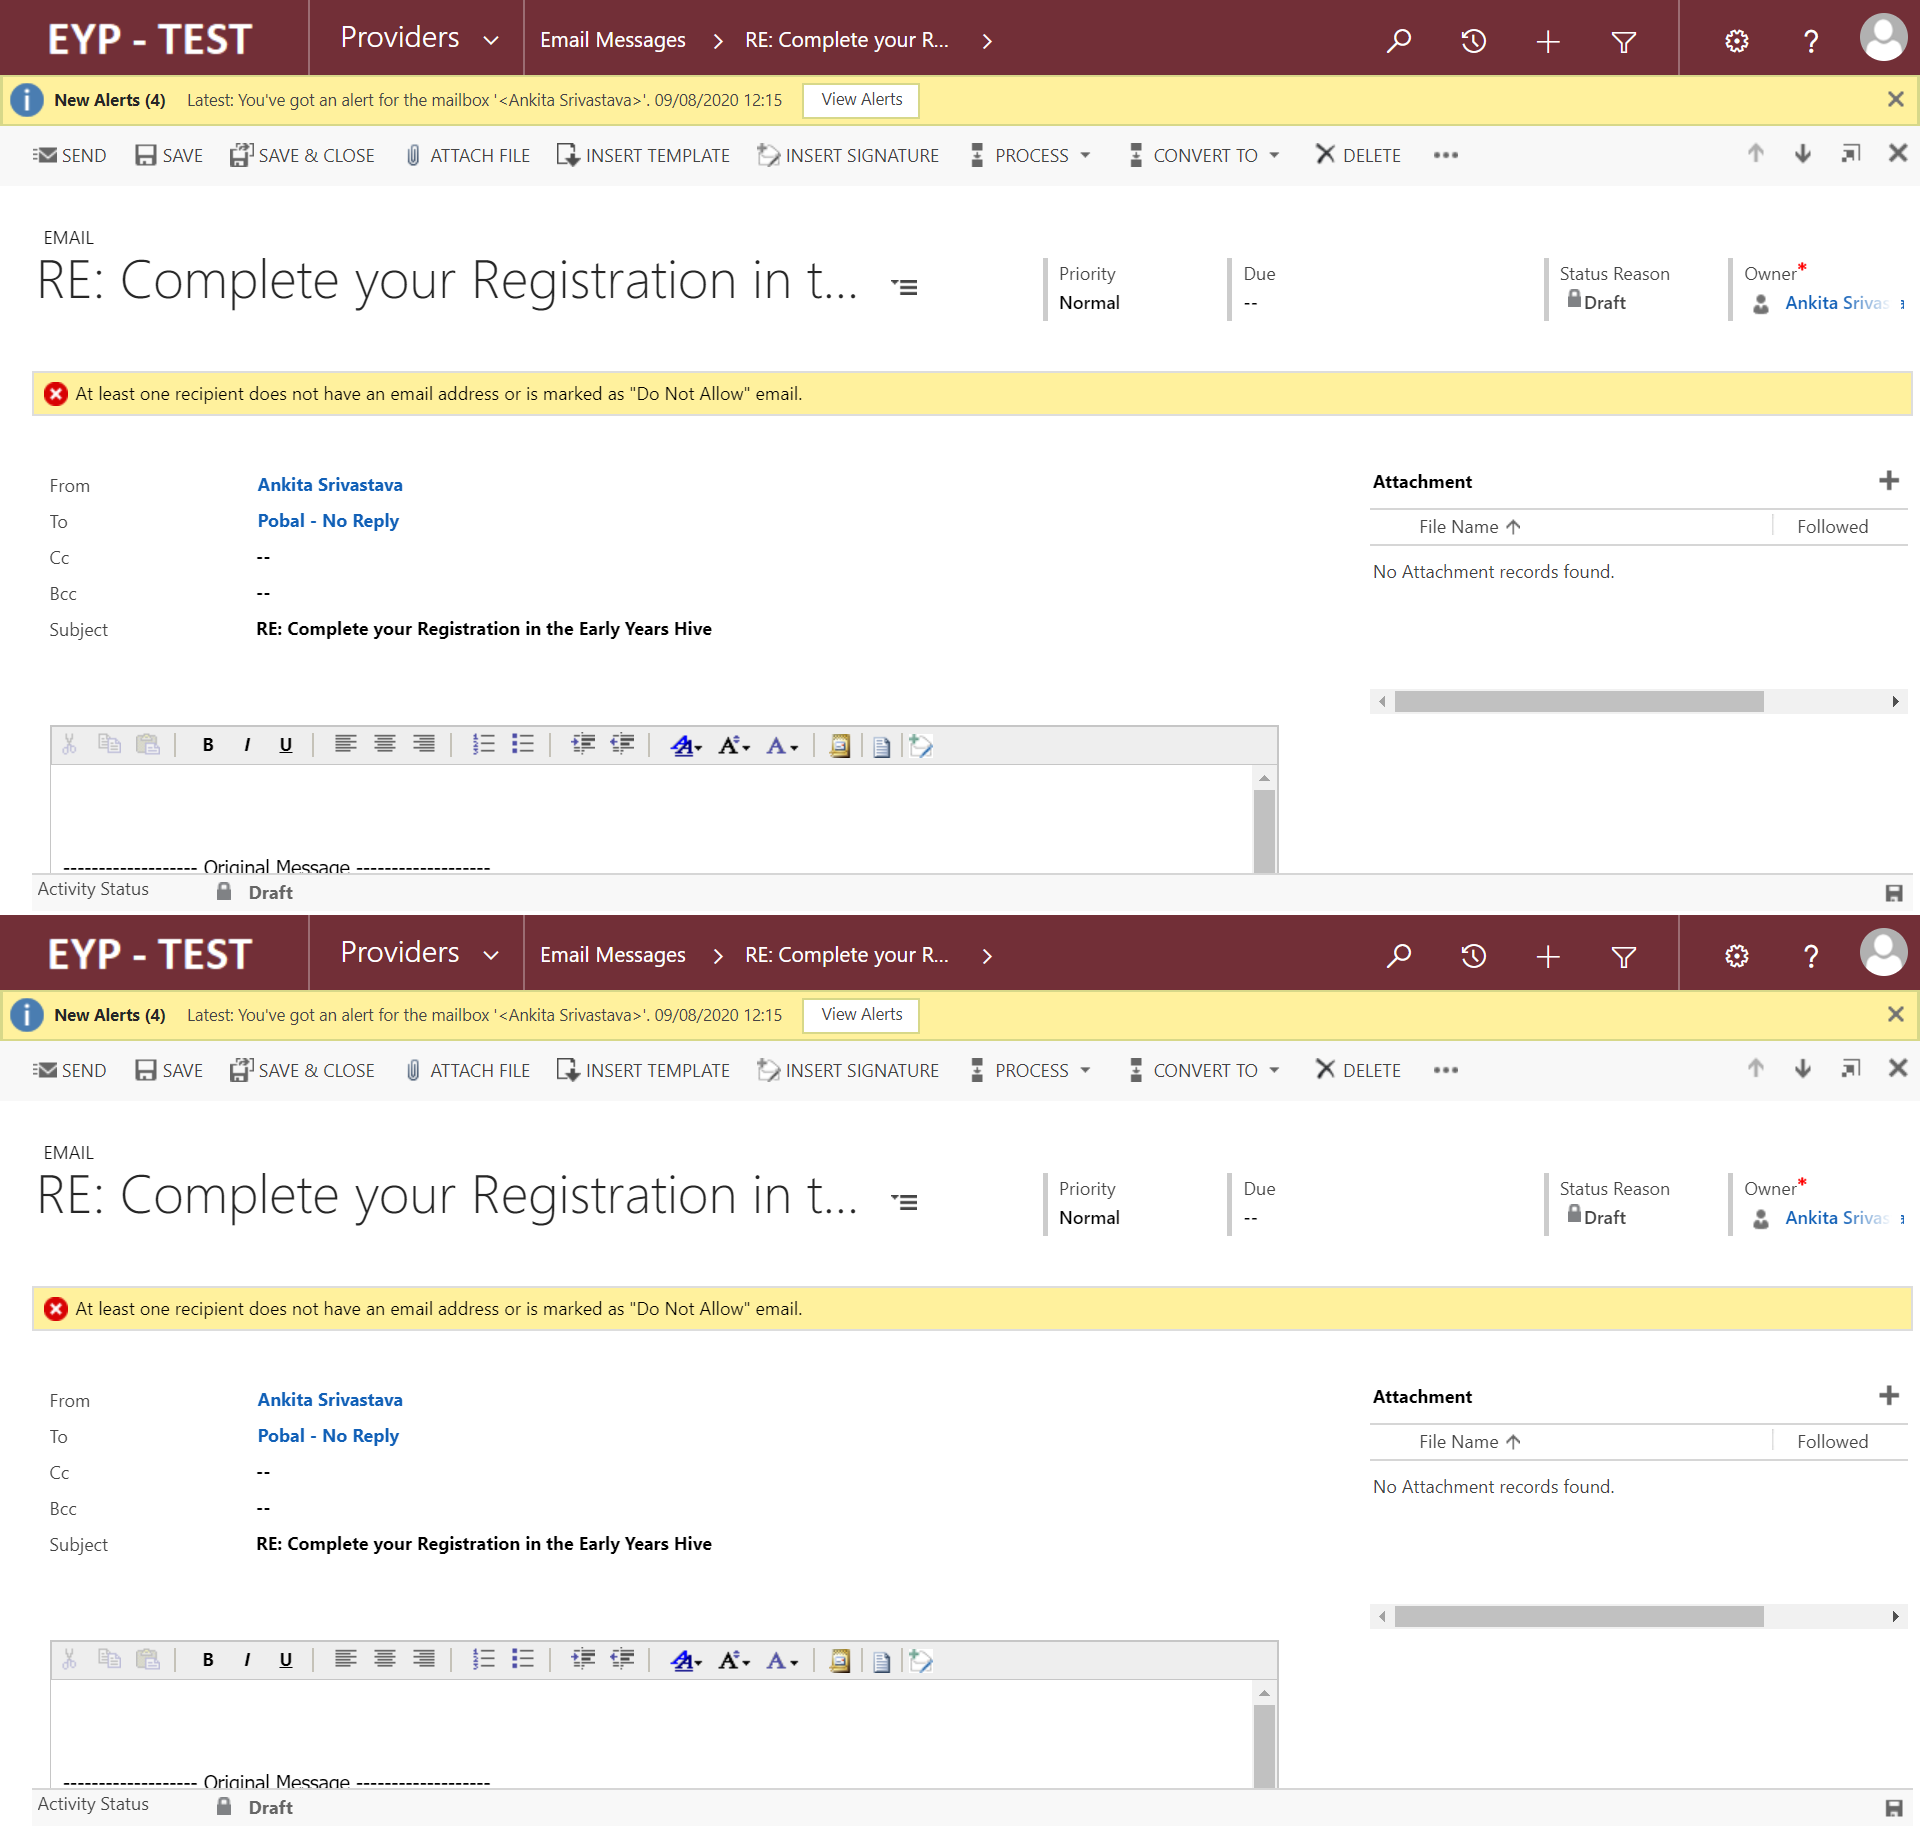 EYP - TEST Providers Email Messages RE: Complete your R...
New Alerts (4) Latest: You've got an alert for the mailbox '<Ankita Srivastava>'. 09/08/2020 12:15 View Alerts
SEND SAVE SAVE & CLOSE ATTACH FILE INSERT TEMPLATE INSERT SIGNATURE PROCESS CONVERT TO DELETE
EMAIL
RE: Complete your Registration in t...
Priority Due Status Reason Owner*
Normal -- Draft Ankita Srivas a
At least one recipient does not have an email address or is marked as "Do Not Allow" email.
From Ankita Srivastava
To Pobal - No Reply
Cc --
Bcc --
Subject RE: Complete your Registration in the Early Years Hive
Attachment
File Name Followed
No Attachment records found.
B I U
------------------- Original Message -------------------
Activity Status Draft
EYP - TEST Providers Email Messages RE: Complete your R...
New Alerts (4) Latest: You've got an alert for the mailbox '<Ankita Srivastava>'. 09/08/2020 12:15 View Alerts
SEND SAVE SAVE & CLOSE ATTACH FILE INSERT TEMPLATE INSERT SIGNATURE PROCESS CONVERT TO DELETE
EMAIL
RE: Complete your Registration in t...
Priority Due Status Reason Owner*
Normal -- Draft Ankita Srivas a
At least one recipient does not have an email address or is marked as "Do Not Allow" email.
From Ankita Srivastava
To Pobal - No Reply
Cc --
Bcc --
Subject RE: Complete your Registration in the Early Years Hive
Attachment
File Name Followed
No Attachment records found.
B I U
------------------- Original Message -------------------
Activity Status Draft